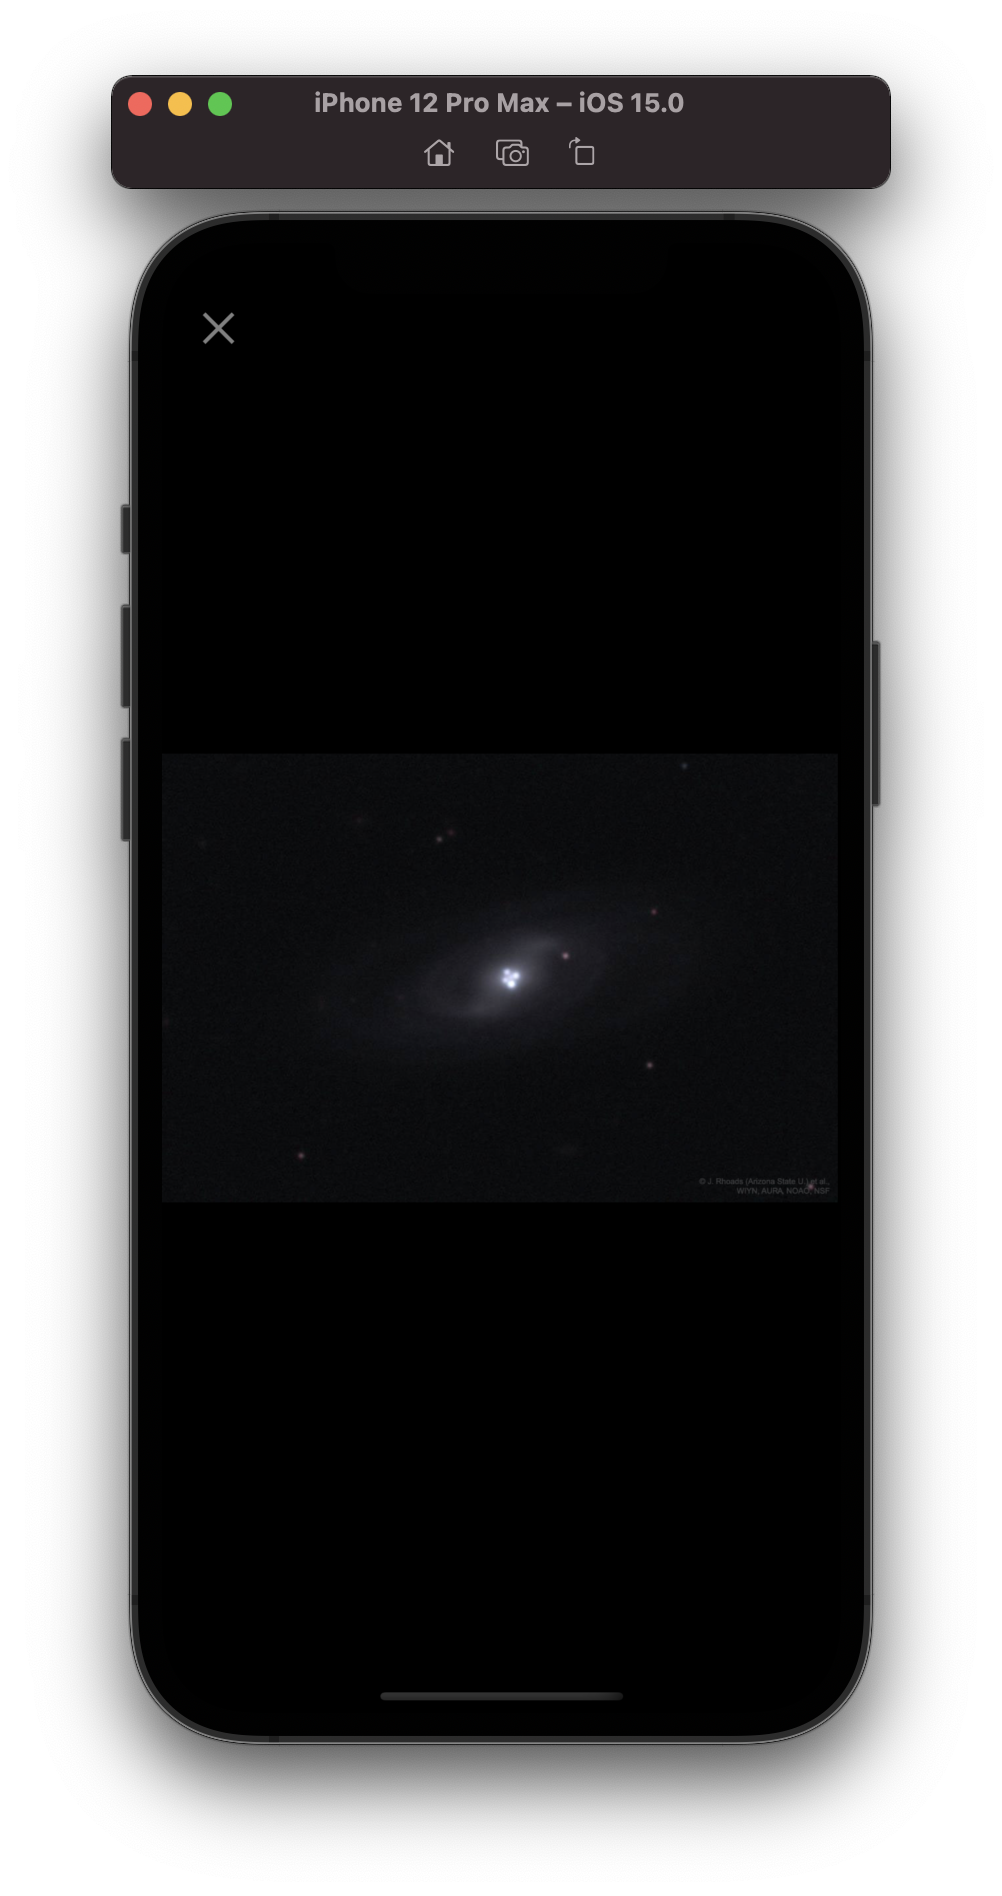 iPhone 12 Pro Max – iOS 15.0
© J. Rhoads (Arizona State U.) et al.,
WIYN, AURA, NOAO, NSF